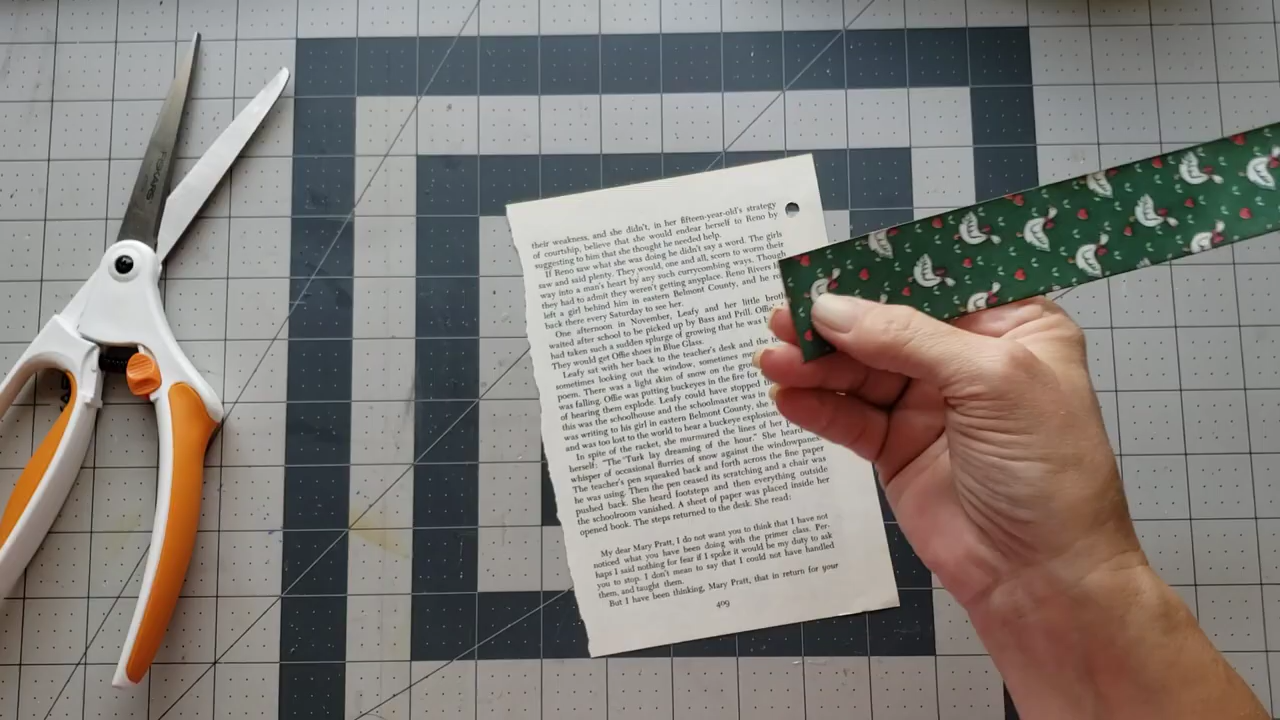 FISKARS
their weakness, and she didn't, in her fifteen-year-old's strategy
of courtship, believe that she would endear herself to Reno by
suggesting to him that she thought he needed help.
If Reno saw what she was doing he didn't say a word. The girls
saw and said plenty. They would, one and all, scorn to worm their
way into a man's heart by any such currycombing ways. Though
they had to admit they weren't getting anyplace. Reno Rivers
left a girl behind him in eastern Belmont County, and he
back there every Saturday to see her.
One afternoon in November, Leafy and her little
waited after school to be picked up by Bass and Prill.
had taken such a sudden splurge of growing that he was
They would get Offie shoes in Blue Glass.
Leafy sat with her back to the teacher's desk and the
sometimes looking out the window, sometimes
poem. There was a light skim of snow on the
was falling. Offie was putting buckeyes in the fire for
of hearing them explode. Leafy could have stopped
this was the schoolhouse and the schoolmaster was in
was writing to his girl in eastern Belmont County, she
and was too lost to the world to hear a buckeye explosion
In spite of the racket, she murmured the lines of her
herself: "The Turk lay dreaming of the hour." She heard
whisper of occasional flurries of snow against the windowpanes.
The teacher's pen squeaked back and forth across the fine paper
he was using. Then the pen ceased its scratching and a chair was
pushed back. She heard footsteps and then everything outside
the schoolroom vanished. A sheet of paper was placed inside her
opened book. The steps returned to the desk. She read:
My dear Mary Pratt, I do not want you to think that I have not
noticed what you have been doing with the primer class. Per-
haps I said nothing for fear if I spoke it would be my duty to ask
you to stop. I don't mean to say that I could not have handled
them, and taught them.
But I have been thinking, Mary Pratt, that in return for your
409